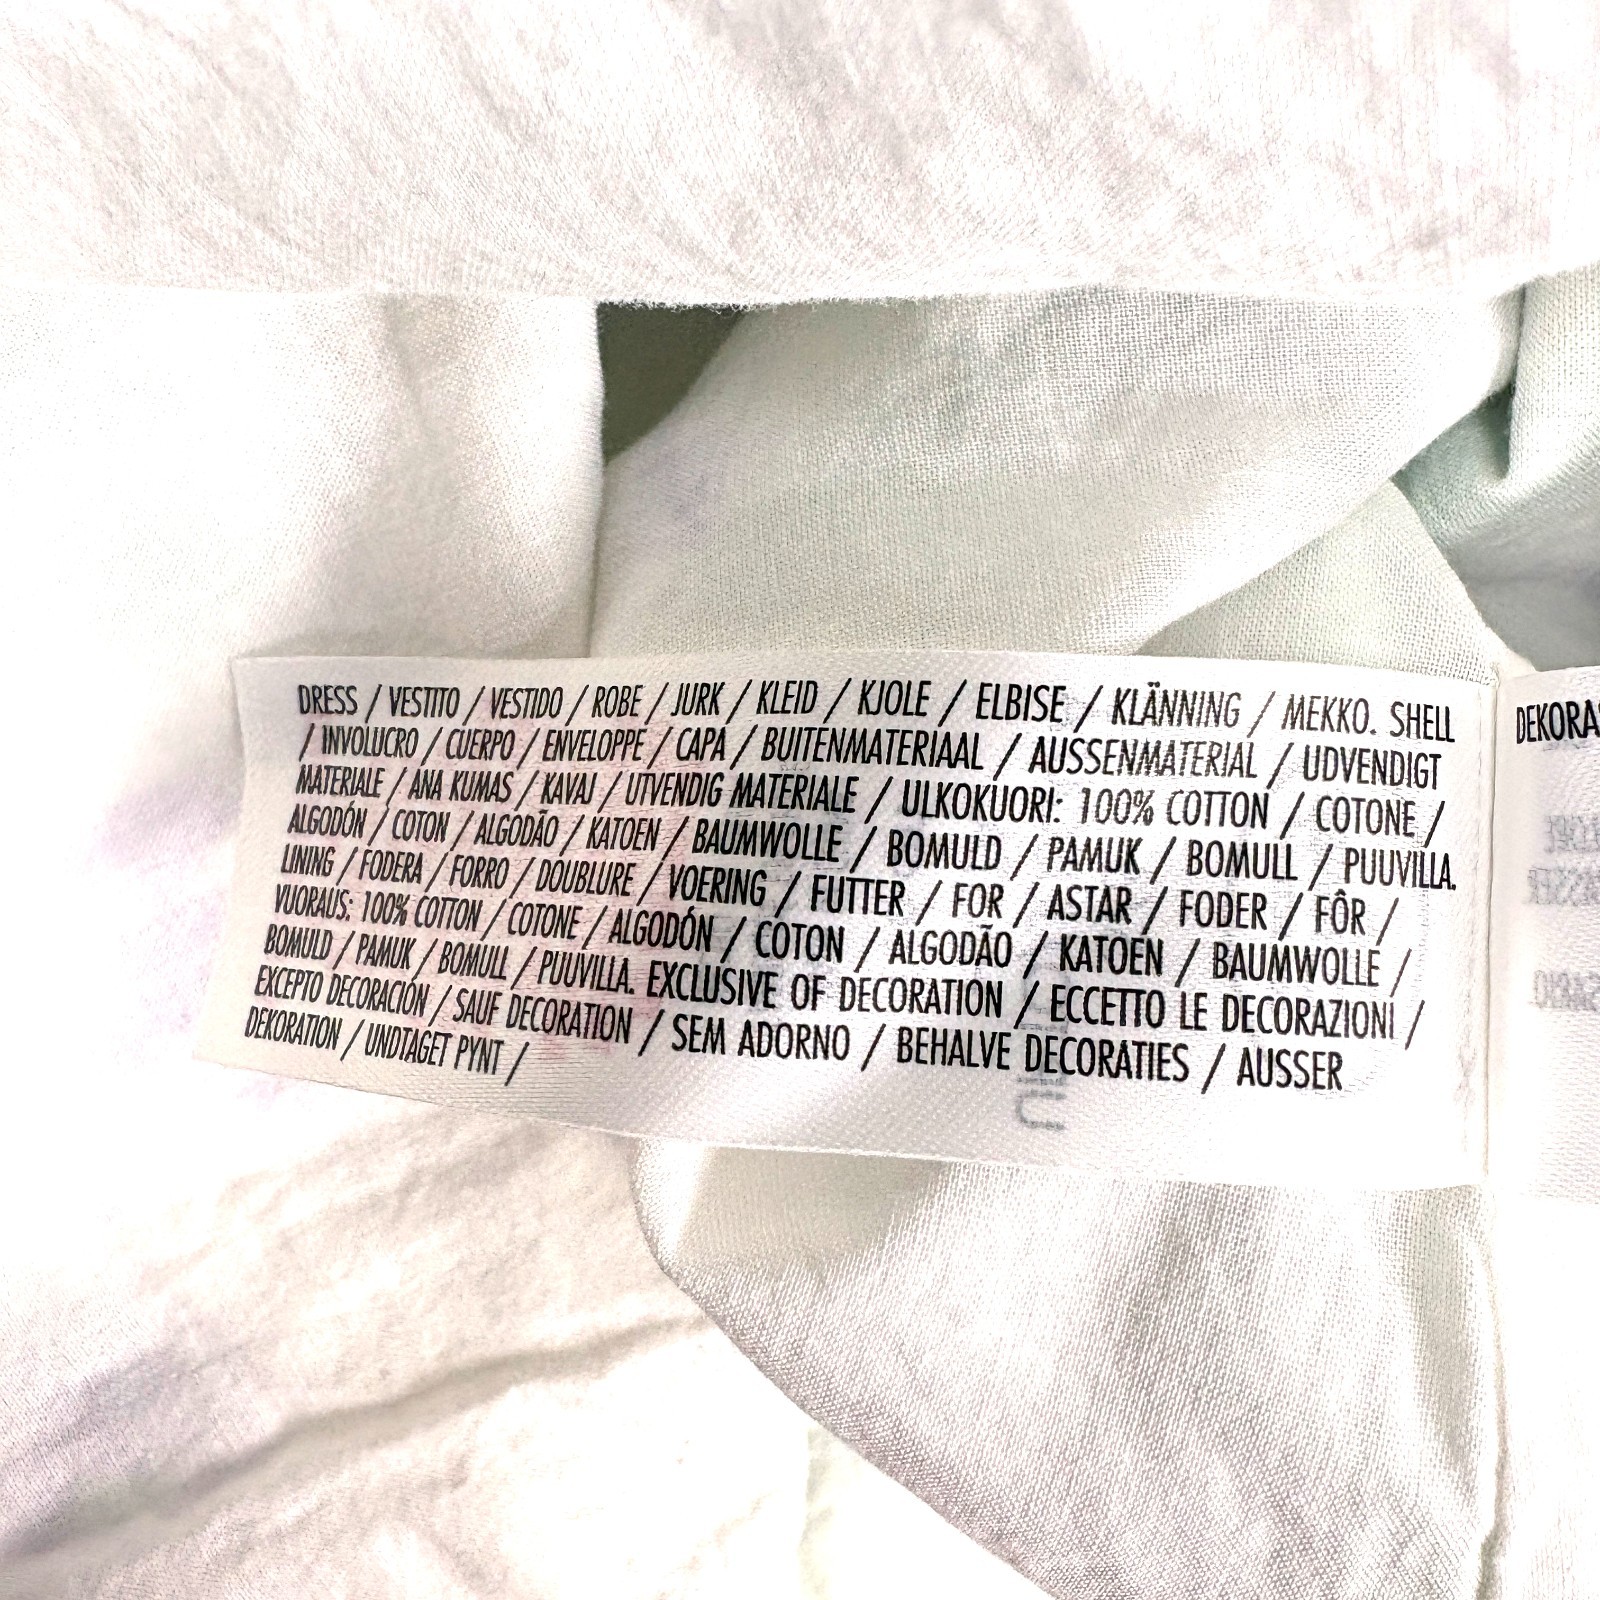 DRESS / VESTITO / VESTIDO / ROBE / JURK / KLEID / KJOLE / ELBISE / KLÄNNING / MEKKO. SHELL
/ INVOLUCRO / CUERPO / ENVELOPPE / CAPA / BUITENMATERIAAL / AUSSENMATERIAL / UDVENDIGT
MATERIALE / ANA KUMAS / KAVAJ / UTVENDIG MATERIALE / ULKOKUORI: 100% COTTON / COTONE /
ALGODÓN / COTON / ALGODÃO / KATOEN / BAUMWOLLE / BOMULD / PAMUK / BOMULL / PUUVILLA.
LINING / FODERA / FORRO / DOUBLURE / VOERING / FUTTER / FOR / ASTAR / FODER / FÔR /
VUORAUS: 100% COTTON / COTONE / ALGODÓN / COTON / ALGODÃO / KATOEN / BAUMWOLLE /
BOMULD / PAMUK / BOMULL / PUUVILLA. EXCLUSIVE OF DECORATION / ECCETTO LE DECORAZIONI /
EXCEPTO DECORACIÓN / SAUF DECORATION / SEM ADORNO / BEHALVE DECORATIES / AUSSER
DEKORATION / UNDTAGET PYNT /